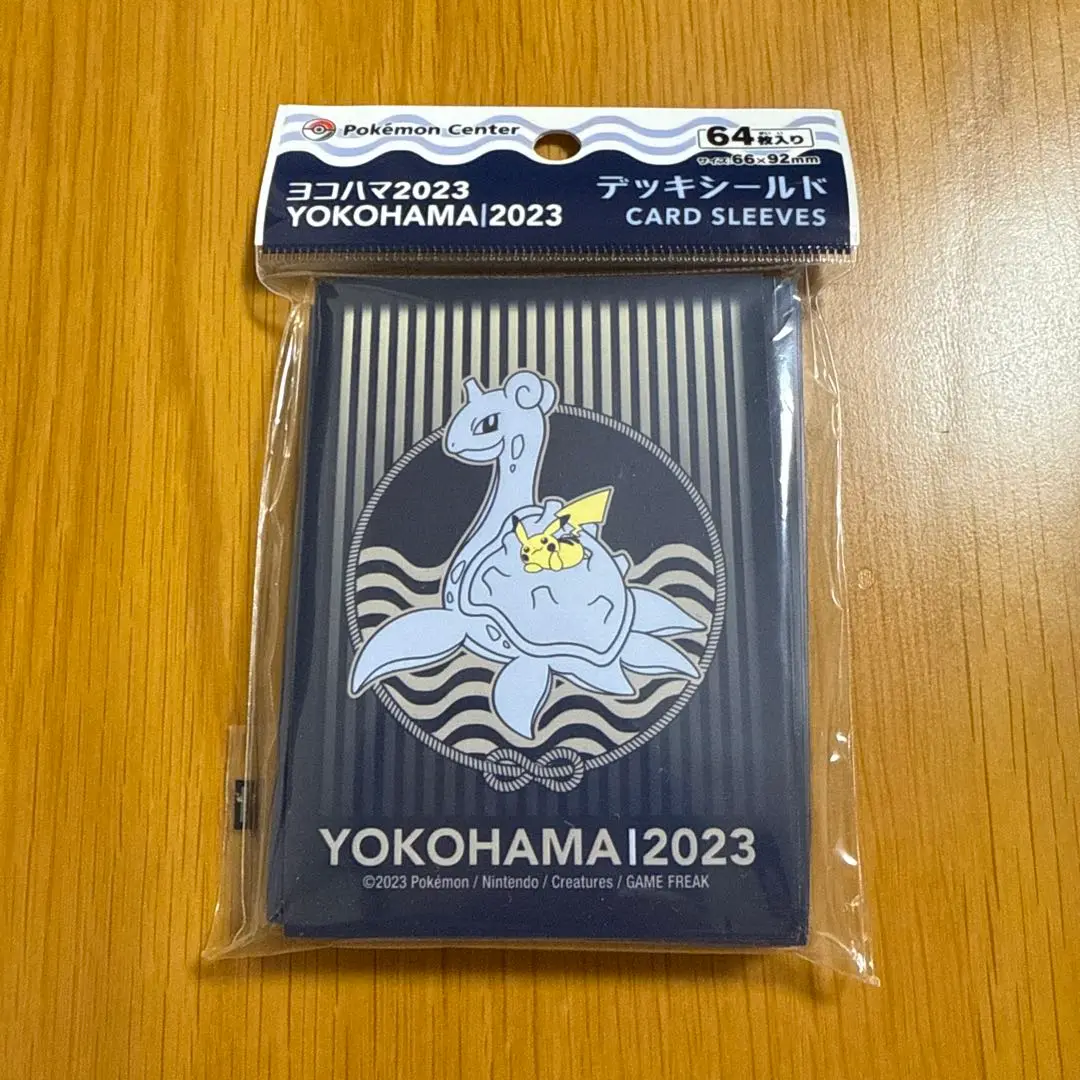 Pokémon Center
64枚入り
サイズ 66×92mm
ヨコハマ2023
YOKOHAMA|2023
デッキシールド
CARD SLEEVES
YOKOHAMA|2023
©2023 Pokémon / Nintendo / Creatures / GAME FREAK